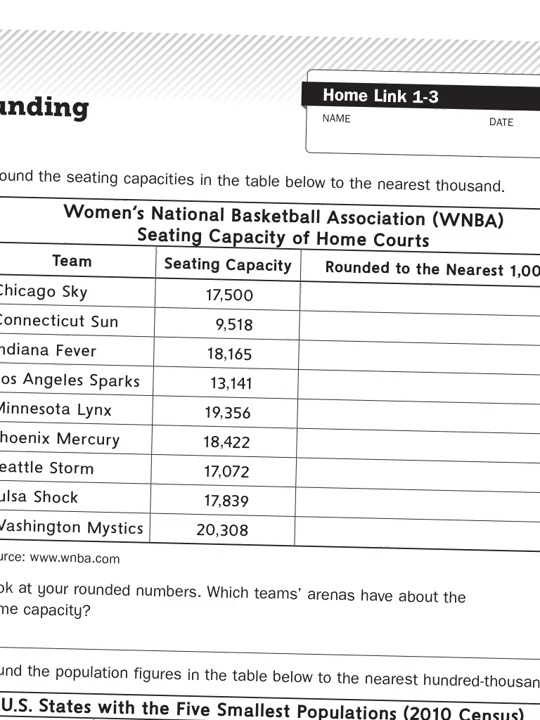 unding
Home Link 1-3
NAME DATE
ound the seating capacities in the table below to the nearest thousand.
Women's National Basketball Association (WNBA)
Seating Capacity of Home Courts
Team Seating Capacity Rounded to the Nearest 1,00
Chicago Sky 17,500
Connecticut Sun 9,518
ndiana Fever 18,165
os Angeles Sparks 13,141
Minnesota Lynx 19,356
hoenix Mercury 18,422
eattle Storm 17,072
ulsa Shock 17,839
Washington Mystics 20,308
urce: www.wnba.com
ok at your rounded numbers. Which teams' arenas have about the
me capacity?
und the population figures in the table below to the nearest hundred-thousan
U.S. States with the Five Smallest Populations (2010 Census)